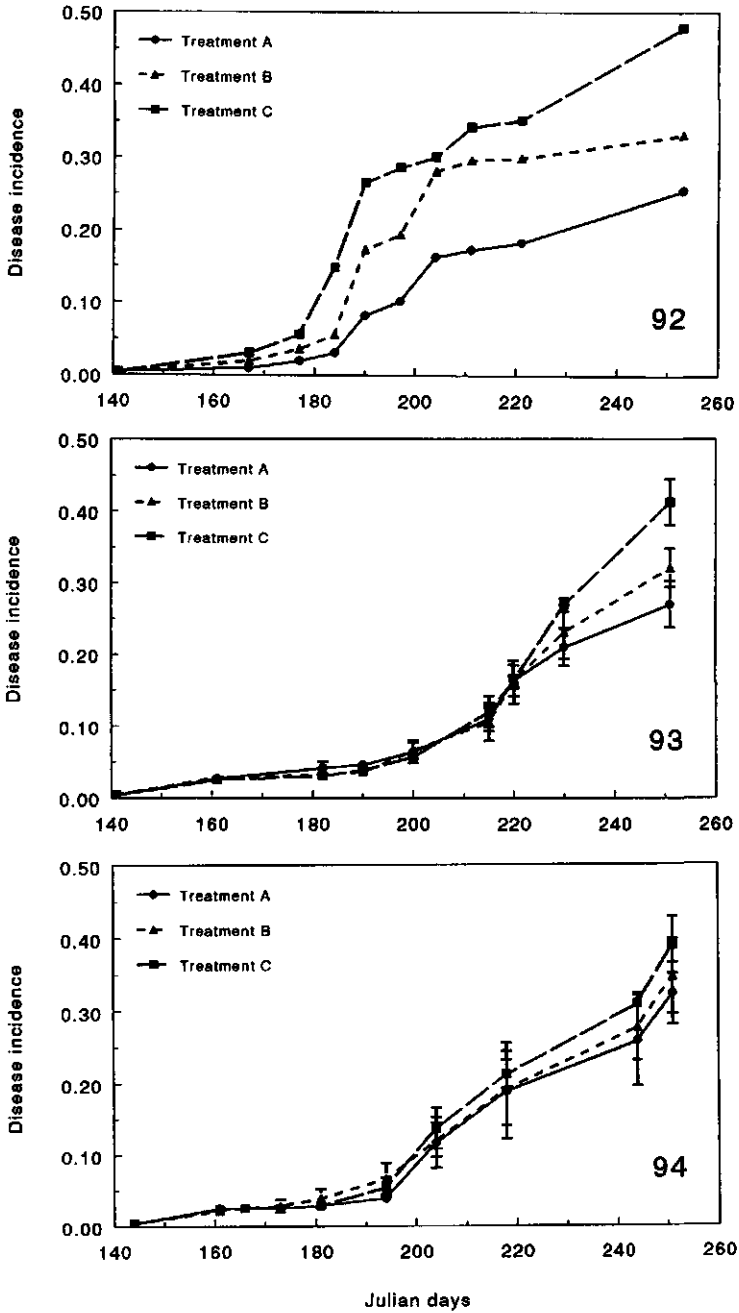 0.50
Treatment A
Treatment B
Treatment C
0.40
0.30
0.20
0.10
0.00
Disease incidence
92
140 160 180 200 220 240 260
0.50
Treatment A
Treatment B
Treatment C
0.40
0.30
0.20
0.10
0.00
Disease incidence
93
140 160 180 200 220 240 260
0.50
Treatment A
Treatment B
Treatment C
0.40
0.30
0.20
0.10
0.00
Disease incidence
94
140 160 180 200 220 240 260
Julian days